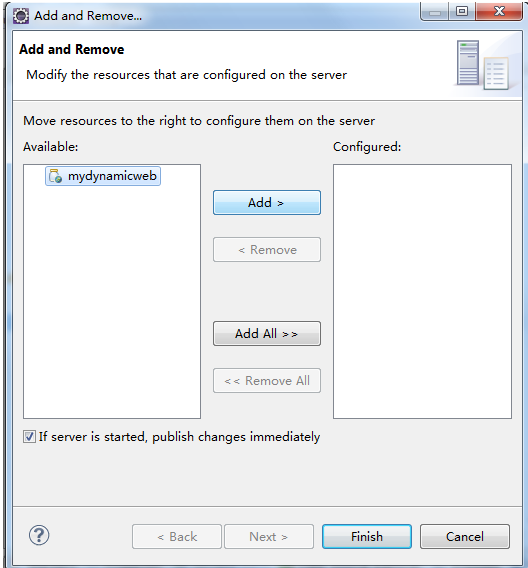 Add and Remove...
Add and Remove
Modify the resources that are configured on the server
Move resources to the right to configure them on the server
Available:
Configured:
mydynamicweb
Add >
< Remove
Add All >>
<< Remove All
If server is started, publish changes immediately
?
< Back
Next >
Finish
Cancel